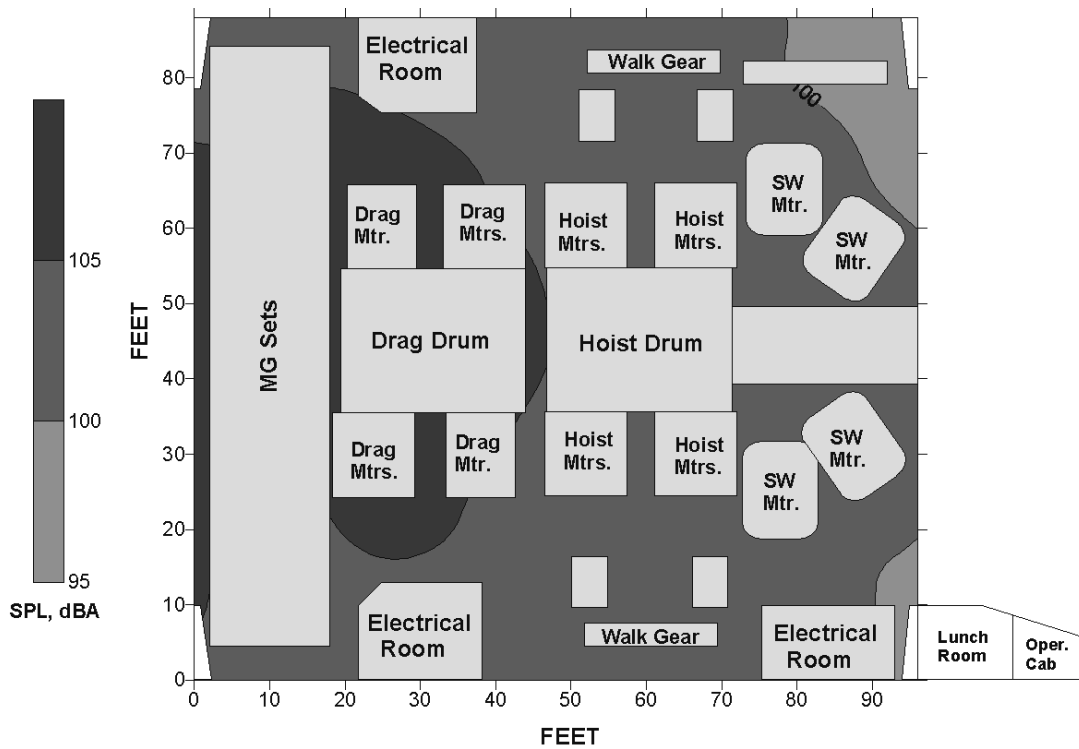 Electrical
Room
Walk Gear
80
100
70
SW
Mtr.
Drag
Mtr.
Drag
Mtrs.
Hoist
Mtrs.
Hoist
Mtrs.
60
SW
Mtr.
105
50
FEET
MG Sets
Drag Drum
Hoist Drum
40
100
30
Drag
Mtrs.
Drag
Mtr.
Hoist
Mtrs.
Hoist
Mtrs.
SW
Mtr.
SW
Mtr.
20
95
SPL, dBA
10
Electrical
Room
Walk Gear
Electrical
Room
Lunch
Room
Oper.
Cab
0
0 10 20 30 40 50 60 70 80 90
FEET